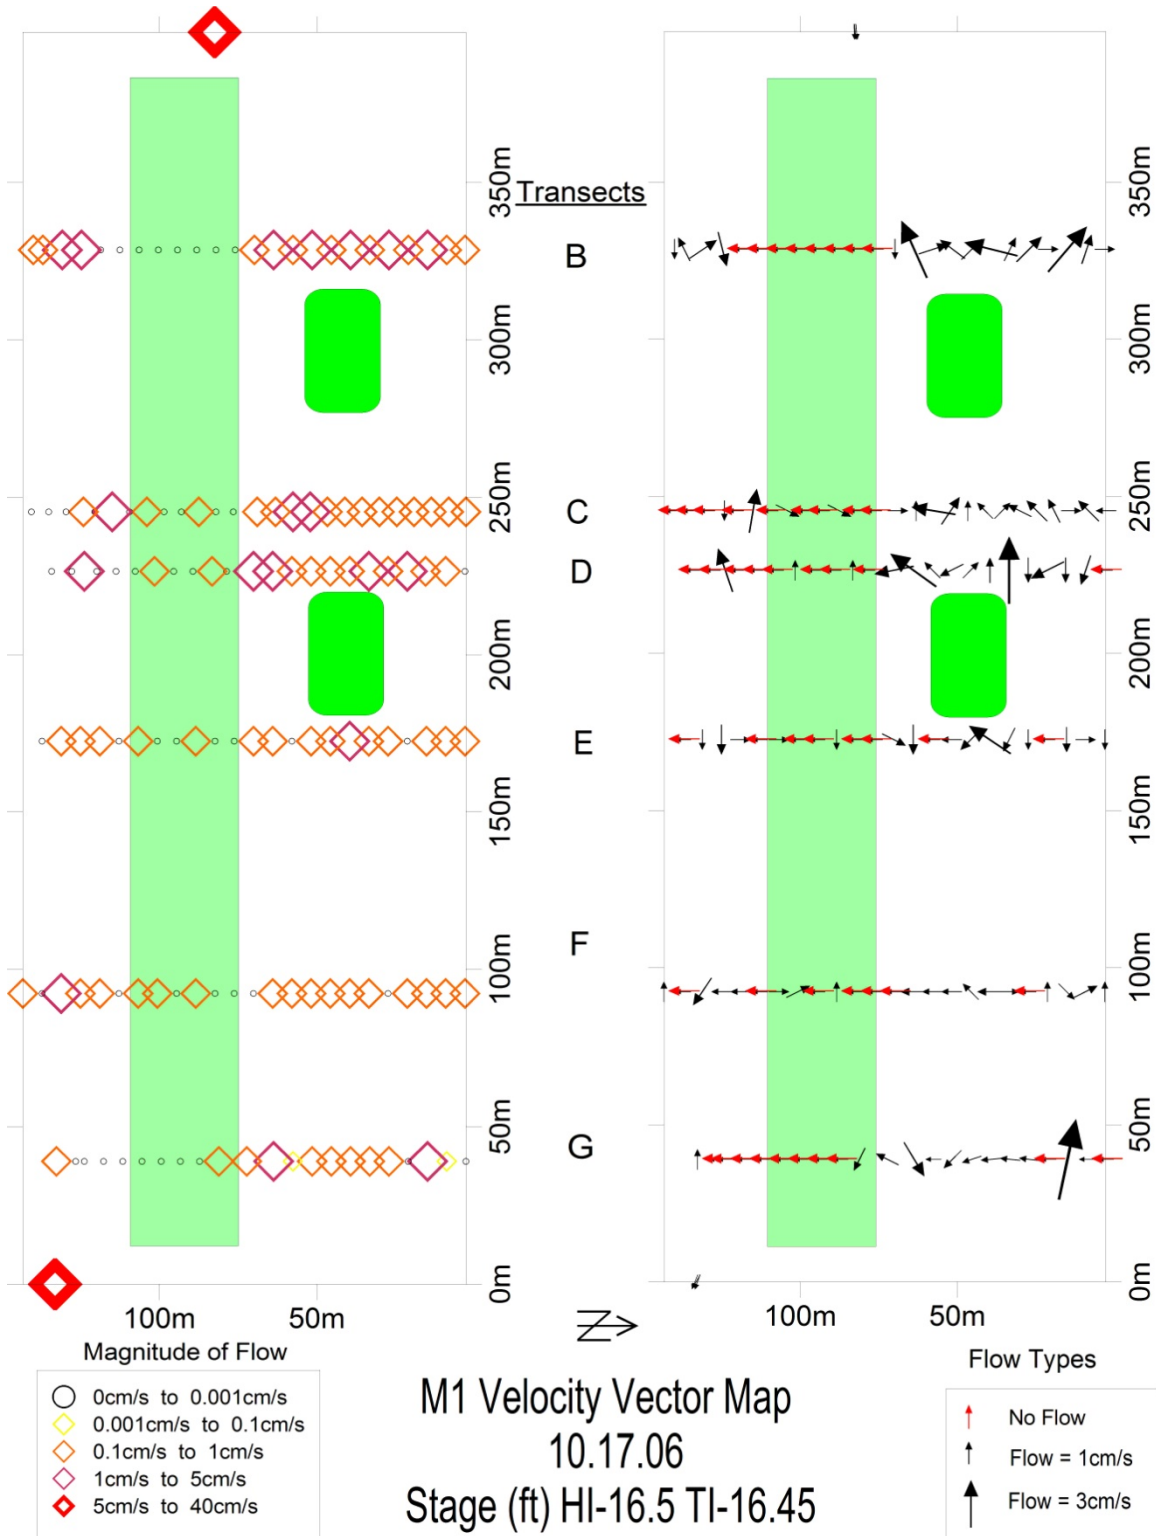 350m
Transects
350m
B
300m
300m
250m
C
250m
D
200m
200m
E
150m
150m
F
100m
100m
50m
G
50m
0m
0m
100m 50m
N
100m 50m
Magnitude of Flow
0cm/s to 0.001cm/s
0.001cm/s to 0.1cm/s
0.1cm/s to 1cm/s
1cm/s to 5cm/s
5cm/s to 40cm/s
M1 Velocity Vector Map
10.17.06
Stage (ft) HI-16.5 TI-16.45
Flow Types
No Flow
Flow = 1cm/s
Flow = 3cm/s